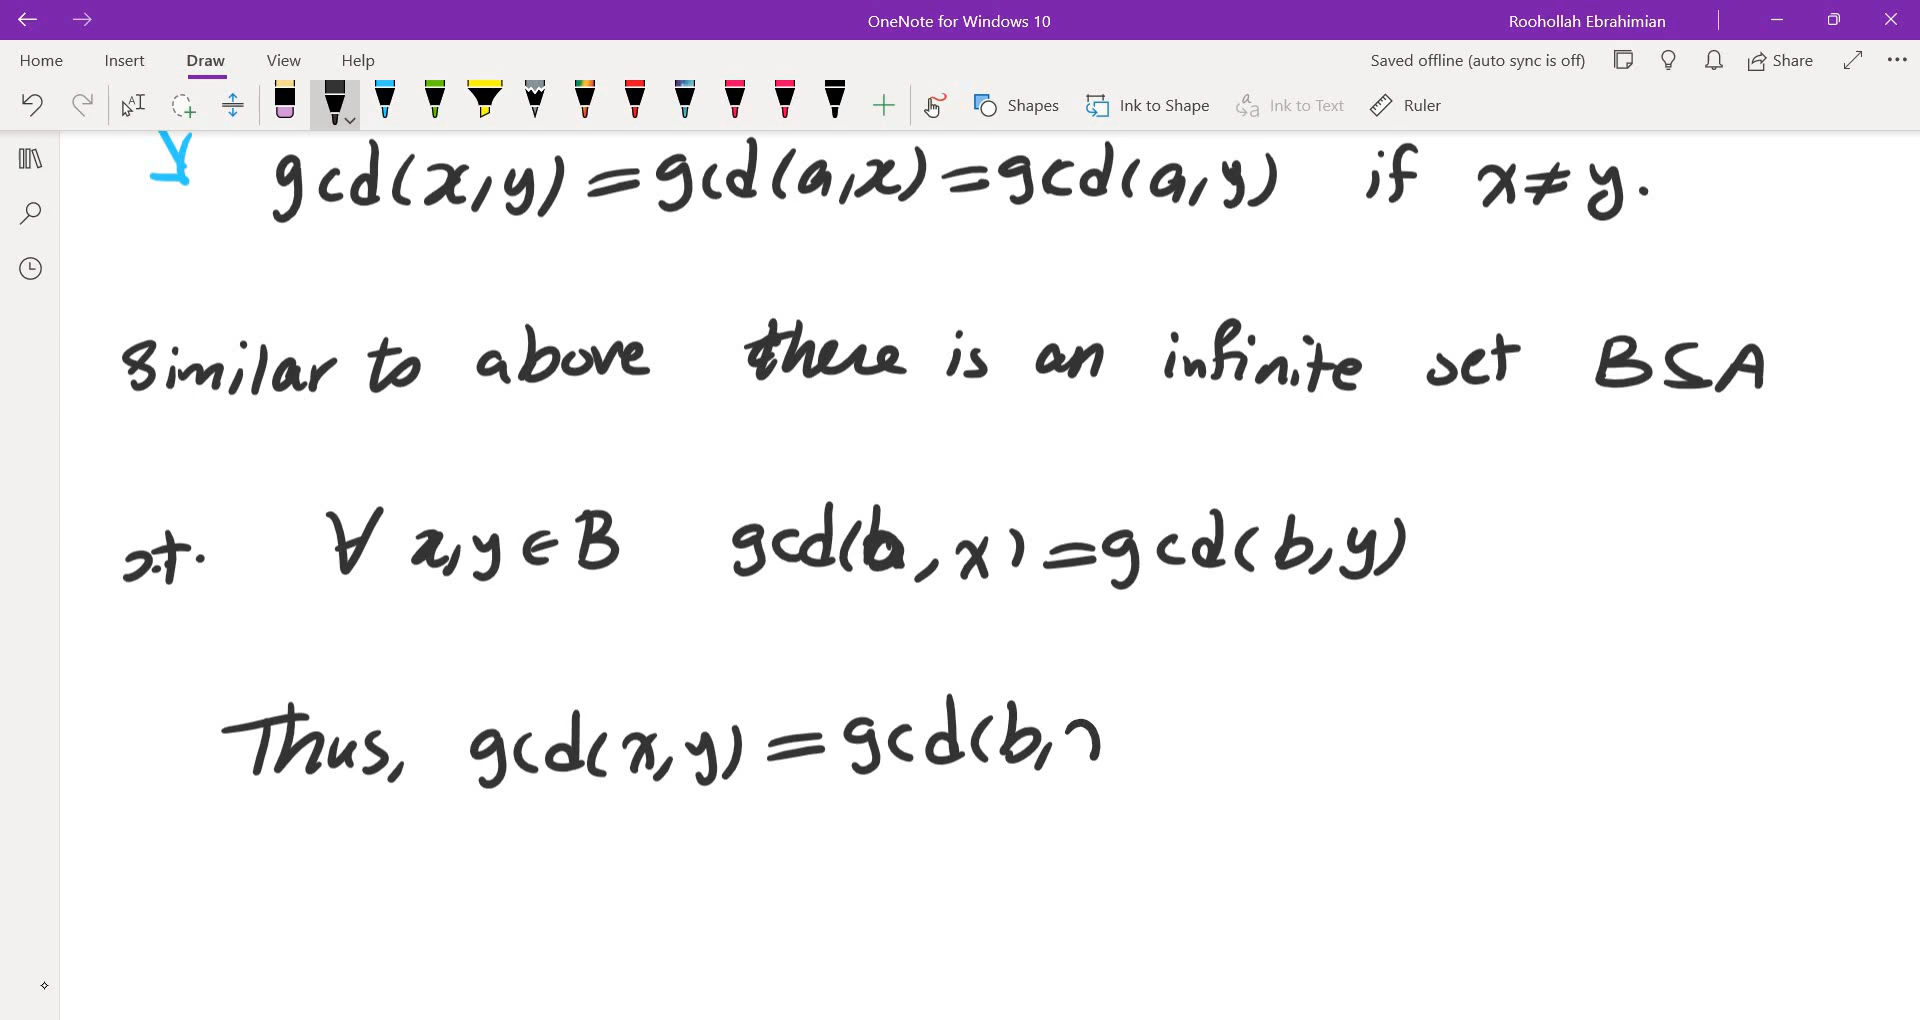 OneNote for Windows 10 Roohollah Ebrahimian
Home Insert Draw View Help Saved offline (auto sync is off) Share
Shapes Ink to Shape Ink to Text Ruler
gcd(x,y) = gcd(a,x) = gcd(a,y) if x≠y.
Similar to above there is an infinite set B⊆A
s.t. ∀ x,y ∈ B gcd(b,x) = gcd(b,y)
Thus, gcd(x,y) = gcd(b,